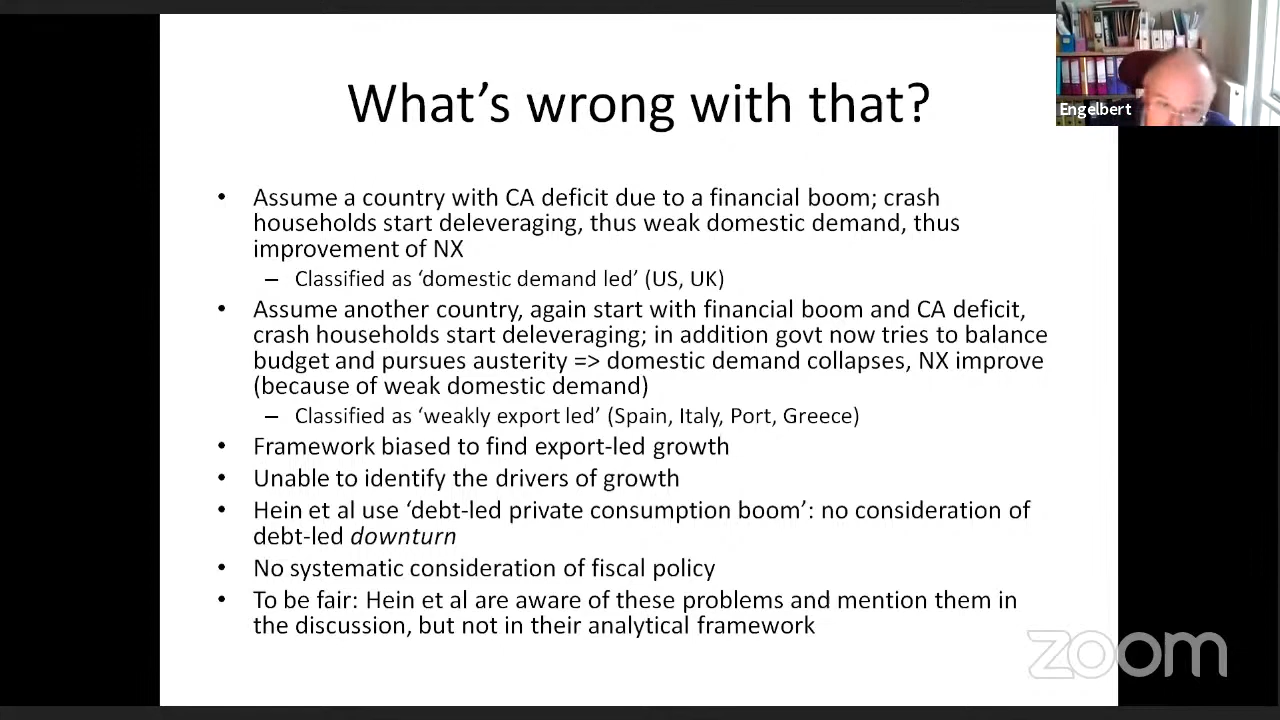 What's wrong with that?
Engelbert
• Assume a country with CA deficit due to a financial boom; crash
households start deleveraging, thus weak domestic demand, thus
improvement of NX
– Classified as 'domestic demand led' (US, UK)
• Assume another country, again start with financial boom and CA deficit,
crash households start deleveraging; in addition govt now tries to balance
budget and pursues austerity => domestic demand collapses, NX improve
(because of weak domestic demand)
– Classified as 'weakly export led' (Spain, Italy, Port, Greece)
• Framework biased to find export-led growth
• Unable to identify the drivers of growth
• Hein et al use 'debt-led private consumption boom': no consideration of
debt-led downturn
• No systematic consideration of fiscal policy
• To be fair: Hein et al are aware of these problems and mention them in
the discussion, but not in their analytical framework
zoom